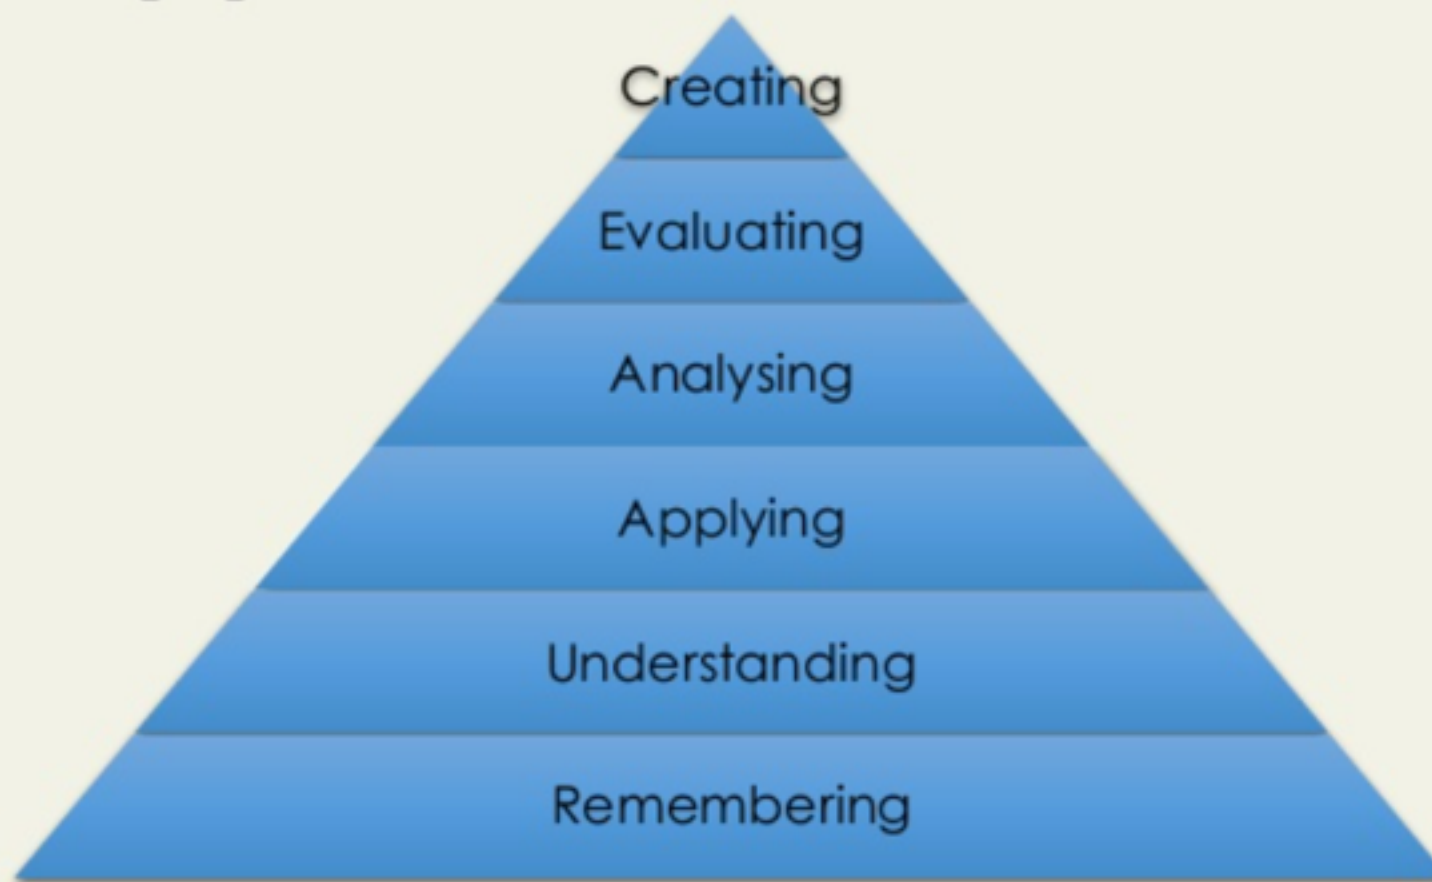 Creating
Evaluating
Analysing
Applying
Understanding
Remembering